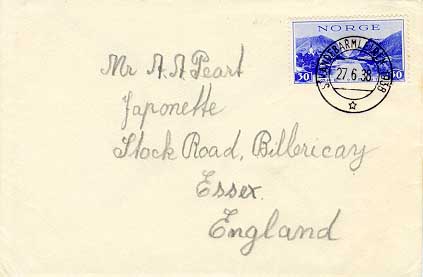 NORGE
30 30
27.6.38
Mr A. A. Peart
Japonette
Stock Road, Billericay
Essex.
England